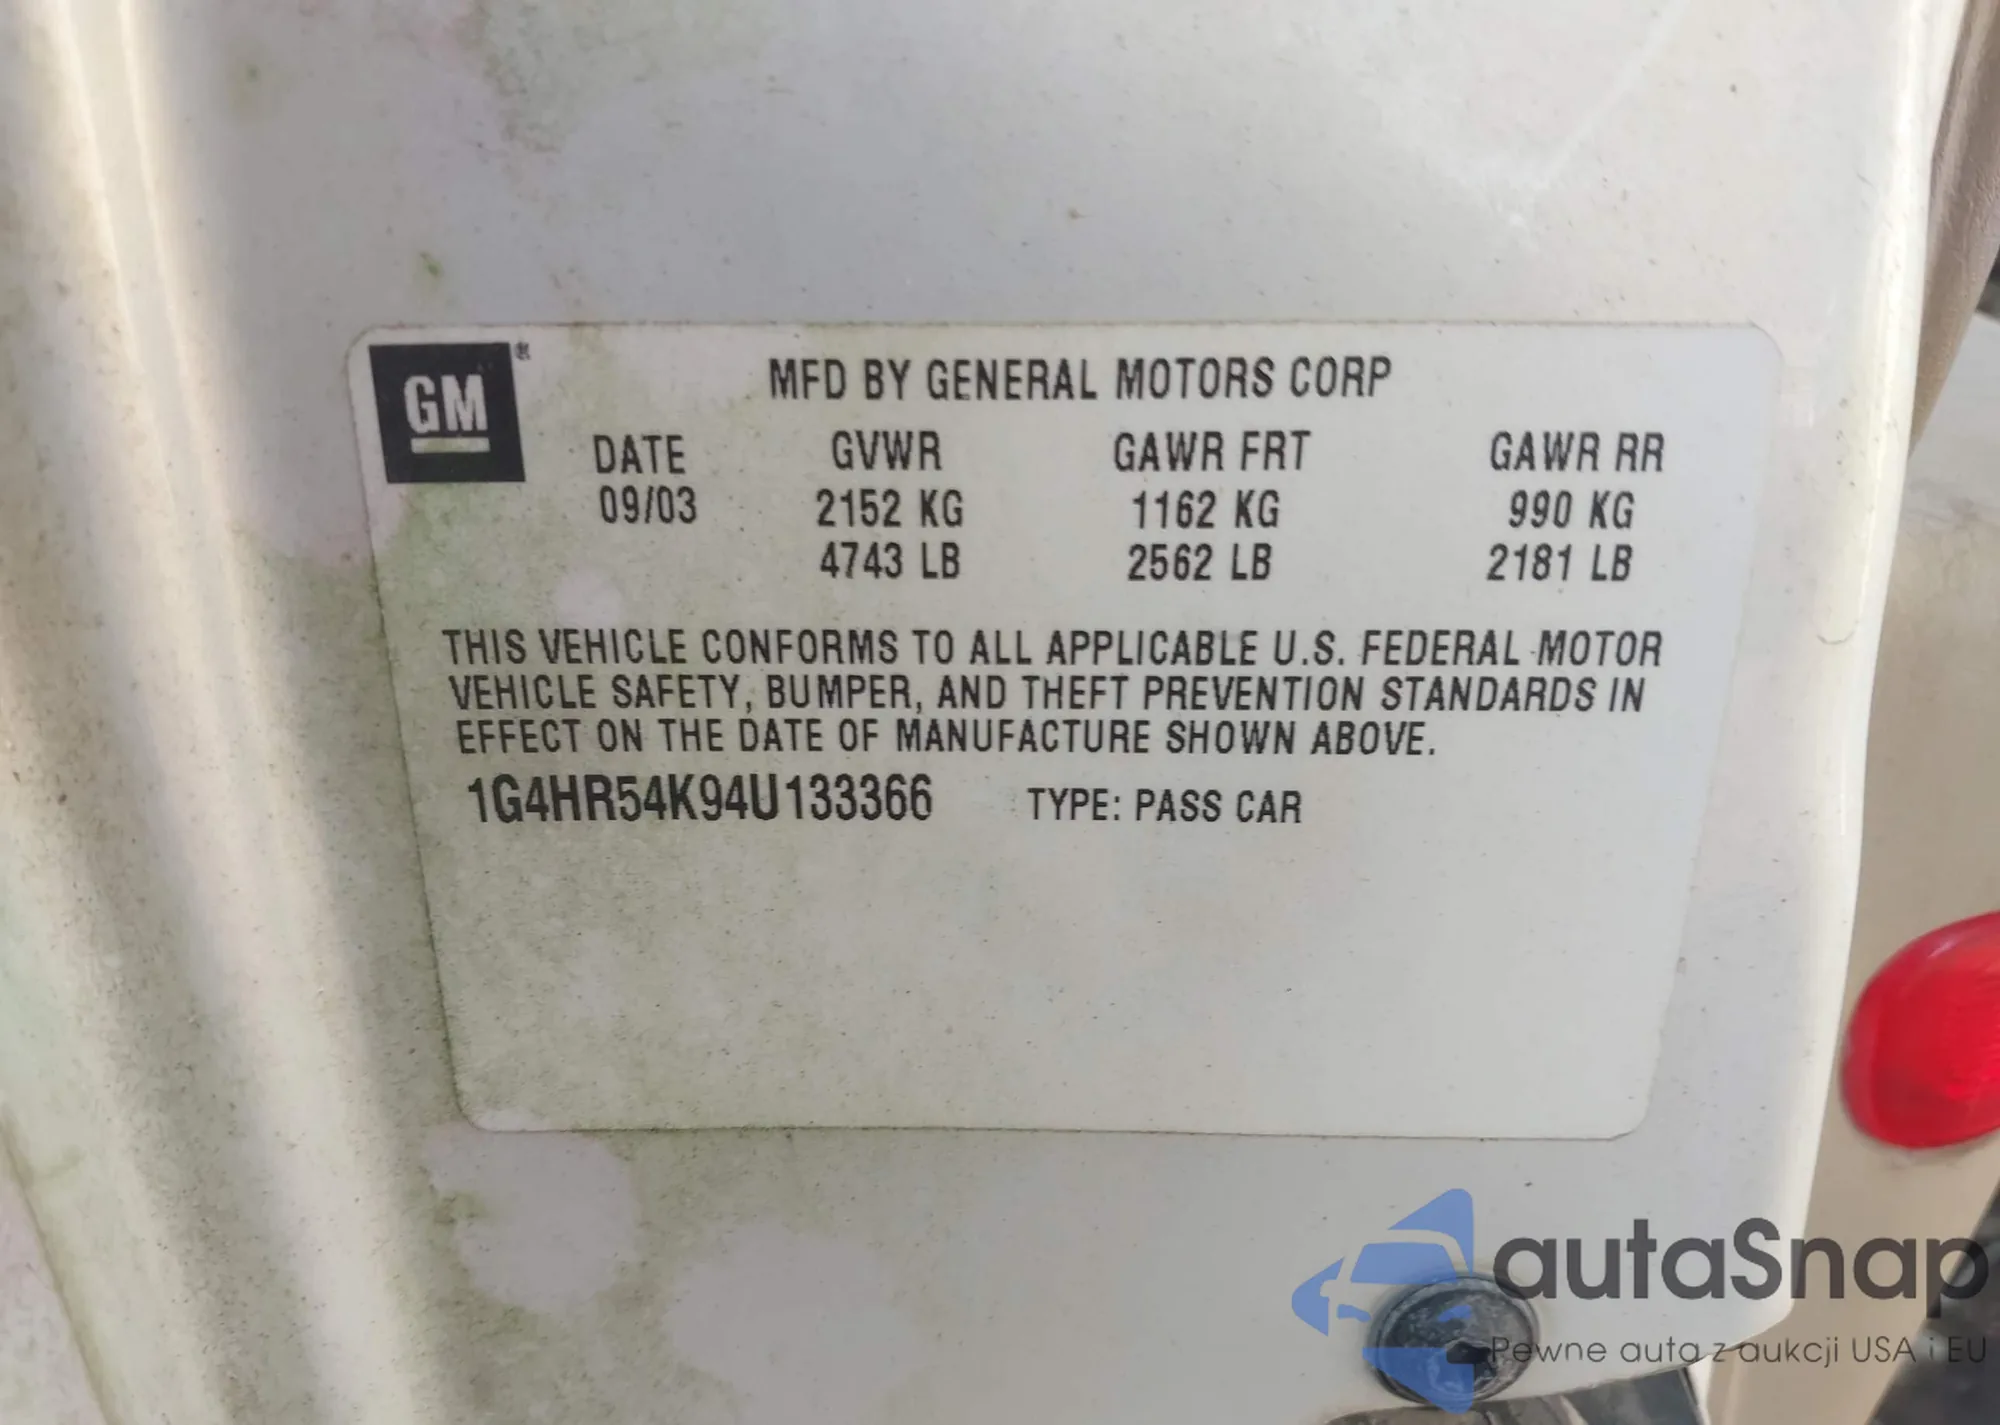 GM®
MFD BY GENERAL MOTORS CORP
DATE GVWR GAWR FRT GAWR RR
09/03 2152 KG 1162 KG 990 KG
4743 LB 2562 LB 2181 LB
THIS VEHICLE CONFORMS TO ALL APPLICABLE U.S. FEDERAL MOTOR
VEHICLE SAFETY, BUMPER, AND THEFT PREVENTION STANDARDS IN
EFFECT ON THE DATE OF MANUFACTURE SHOWN ABOVE.
1G4HR54K94U133366 TYPE: PASS CAR
autaSnap
Pewne auta z aukcji USA i EU